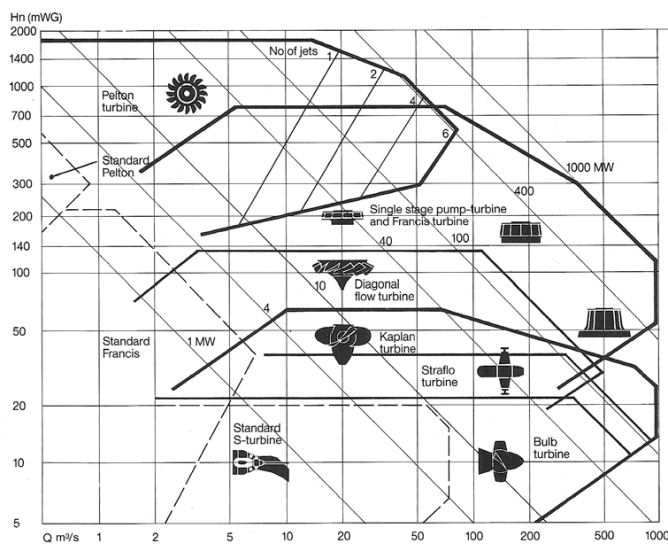 Hn (mWG)
2000
1400
1000
700
500
300
200
140
100
50
20
10
5
No of jets
1
2
4
6
Pelton
turbine
Standard
Pelton
1000 MW
400
Single stage pump-turbine
and Francis turbine
40
100
10
Diagonal
flow turbine
4
Standard
Francis
1 MW
Kaplan
turbine
Straflo
turbine
Standard
S-turbine
Bulb
turbine
Q m³/s
1
2
5
10
20
50
100
200
500
1000